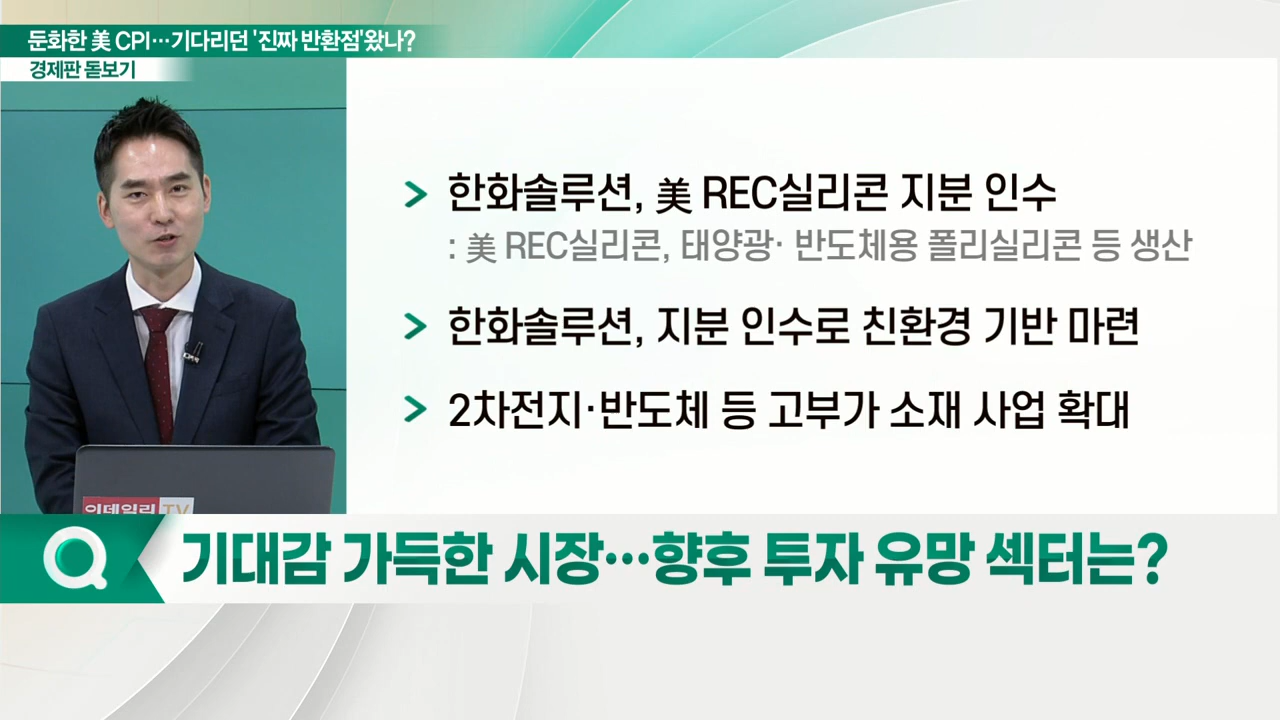 둔화한 美 CPI…기다리던 '진짜 반환점'왔나?
경제판 돋보기
> 한화솔루션, 美 REC실리콘 지분 인수
: 美 REC실리콘, 태양광· 반도체용 폴리실리콘 등 생산
> 한화솔루션, 지분 인수로 친환경 기반 마련
> 2차전지·반도체 등 고부가 소재 사업 확대
이데일리 TV
Q 기대감 가득한 시장…향후 투자 유망 섹터는?